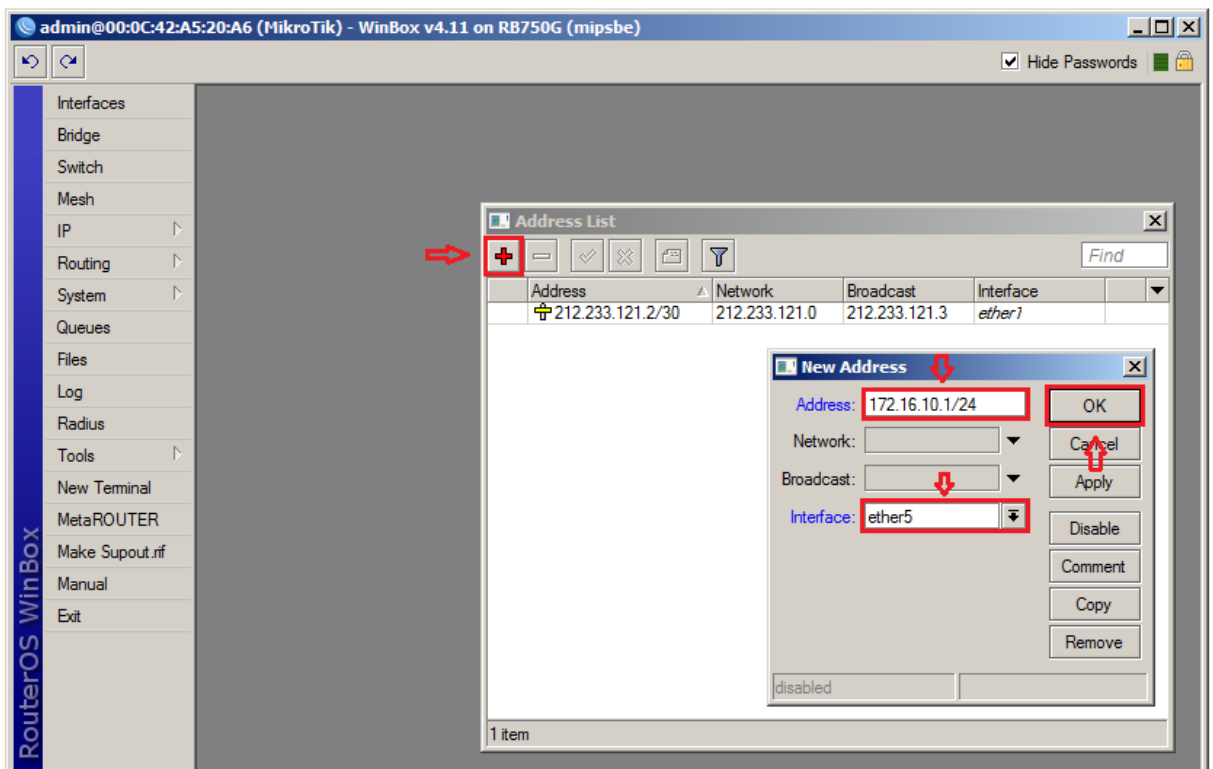 admin@00:0C:42:A5:20:A6 (MikroTik) - WinBox v4.11 on RB750G (mipsbe)
Hide Passwords
Interfaces
Bridge
Switch
Mesh
IP
Routing
System
Queues
Files
Log
Radius
Tools
New Terminal
MetaROUTER
Make Supout.rif
Manual
Exit
RouterOS WinBox
Address List
Find
Address Network Broadcast Interface
212.233.121.2/30 212.233.121.0 212.233.121.3 ether1
New Address
Address: 172.16.10.1/24 OK
Network: Cancel
Broadcast: Apply
Interface: ether5
Disable
Comment
Copy
Remove
disabled
1 item